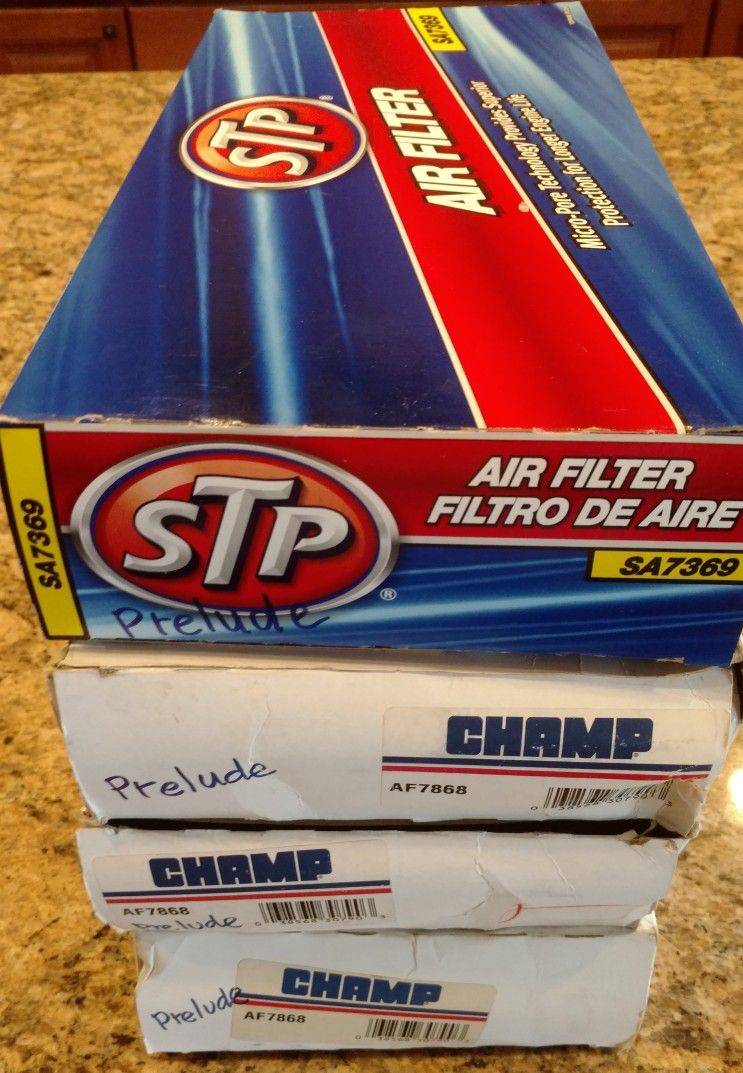 SA7369
STP
®
AIR FILTER
Micro-Pore Technology Provides Superior
Protection for Longer Engine Life
SA7369
STP
®
AIR FILTER
FILTRO DE AIRE
SA7369
Prelude
CHAMP
AF7868
Prelude
CHAMP
AF7868
Prelude
CHAMP
AF7868
Prelude